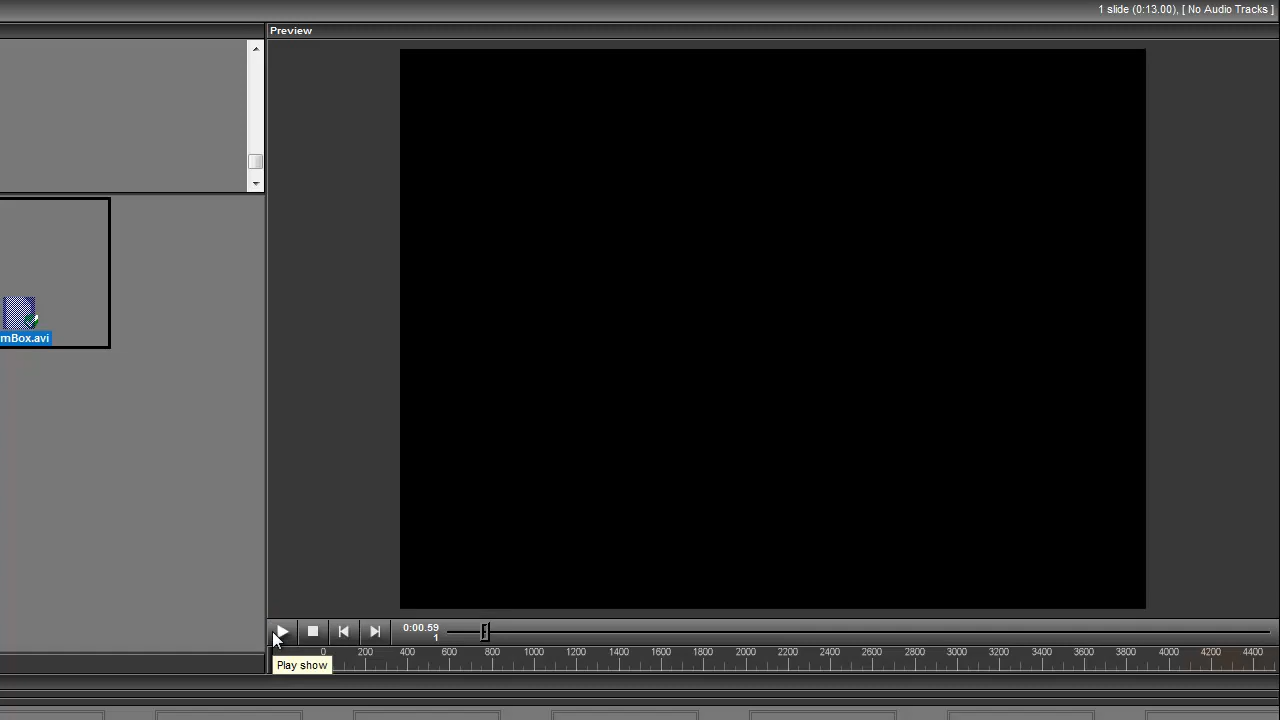 1 slide (0:13.00), [ No Audio Tracks ]
Preview
mBox.avi
0:00.59
1
0 200 400 600 800 1000 1200 1400 1600 1800 2000 2200 2400 2600 2800 3000 3200 3400 3600 3800 4000 4200 4400
Play show